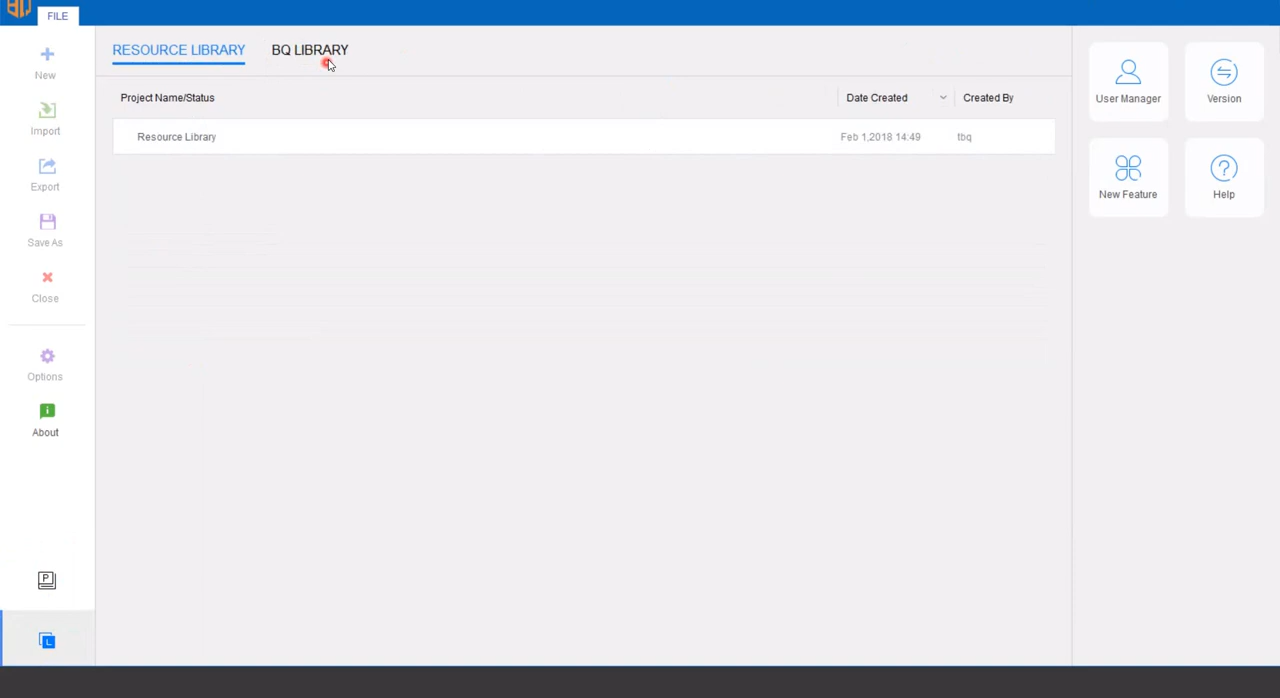 FILE
RESOURCE LIBRARY BQ LIBRARY
New
Import
Export
Save As
Close
Options
About
P
L
Project Name/Status Date Created Created By
Resource Library Feb 1,2018 14:49 tbq
User Manager Version
New Feature Help